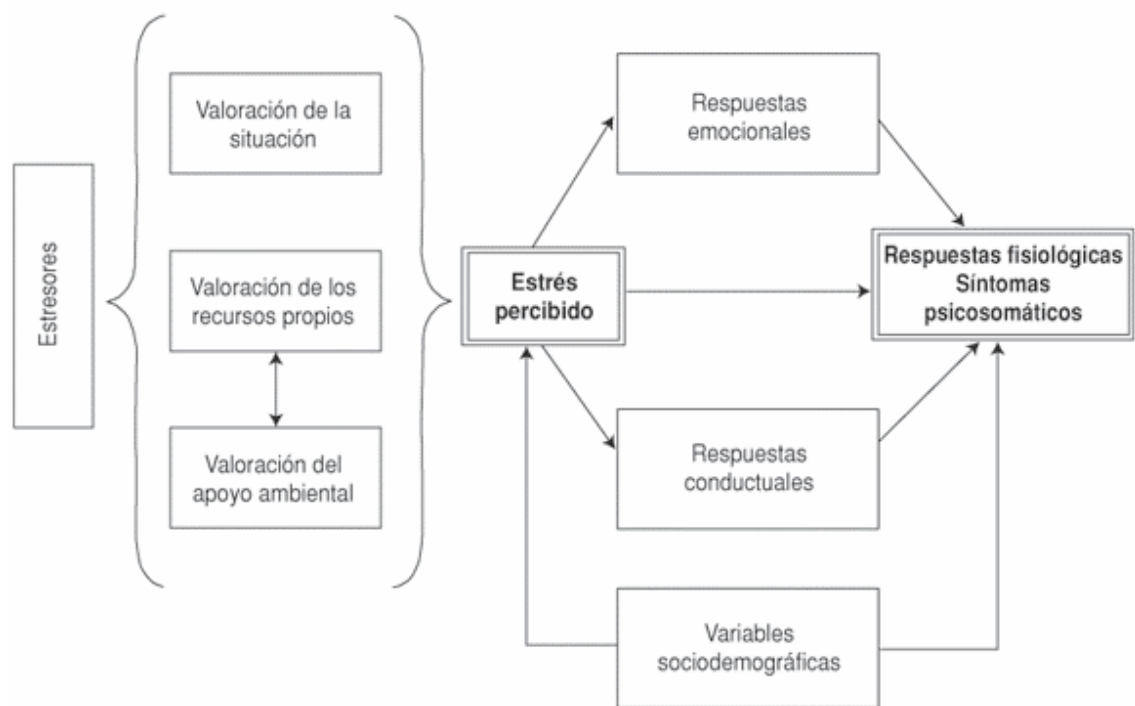 Estresores
Valoración de la
situación
Valoración de los
recursos propios
Valoración del
apoyo ambiental
Estrés
percibido
Respuestas
emocionales
Respuestas
conductuales
Variables
sociodemográficas
Respuestas fisiológicas
Síntomas
psicosomáticos